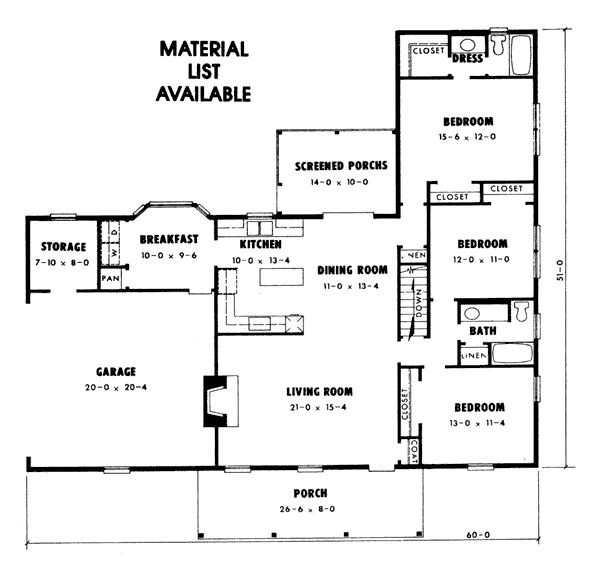 MATERIAL
LIST
AVAILABLE
CLOSET
DRESS
BEDROOM
15-6 x 12-0
SCREENED PORCHS
14-0 x 10-0
CLOSET
CLOSET
STORAGE
7-10 x 8-0
D
W
PAN
BREAKFAST
10-0 x 9-6
KITCHEN
10-0 x 13-4
DINING ROOM
11-0 x 13-4
LINEN
DOWN
BEDROOM
12-0 x 11-0
51-0
BATH
LINEN
GARAGE
20-0 x 20-4
LIVING ROOM
21-0 x 15-4
CLOSET
BEDROOM
13-0 x 11-4
COAT
PORCH
26-6 x 8-0
60-0